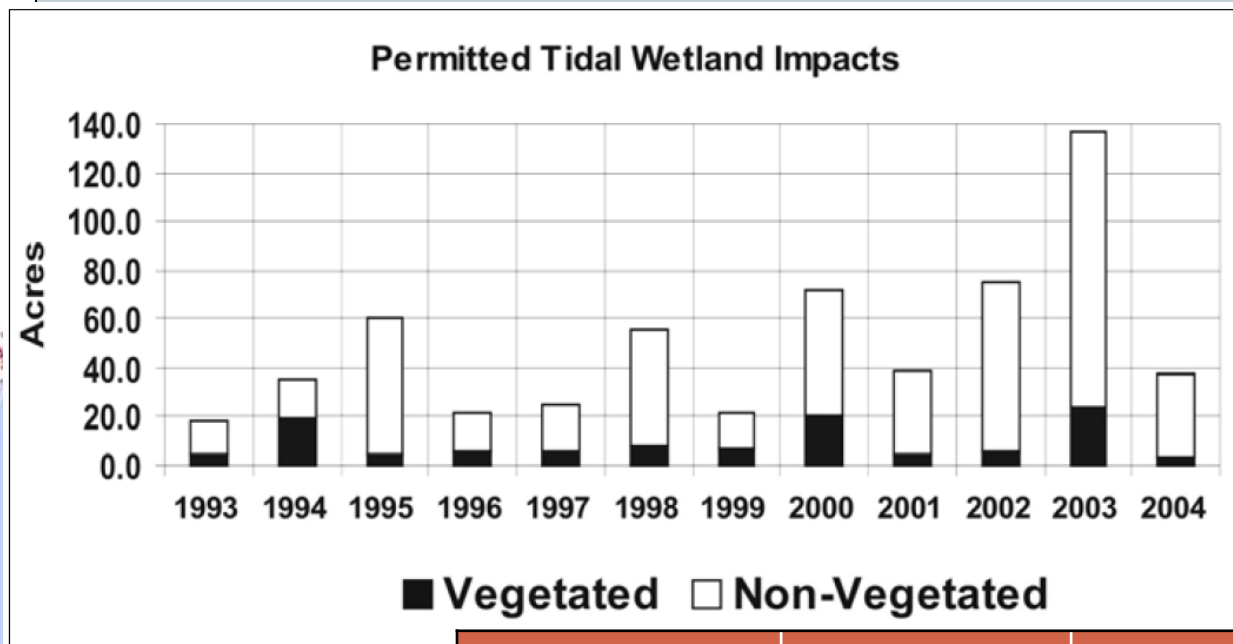 Permitted Tidal Wetland Impacts
140.0
120.0
100.0
80.0
60.0
40.0
20.0
0.0
Acres
1993 1994 1995 1996 1997 1998 1999 2000 2001 2002 2003 2004
Vegetated Non-Vegetated